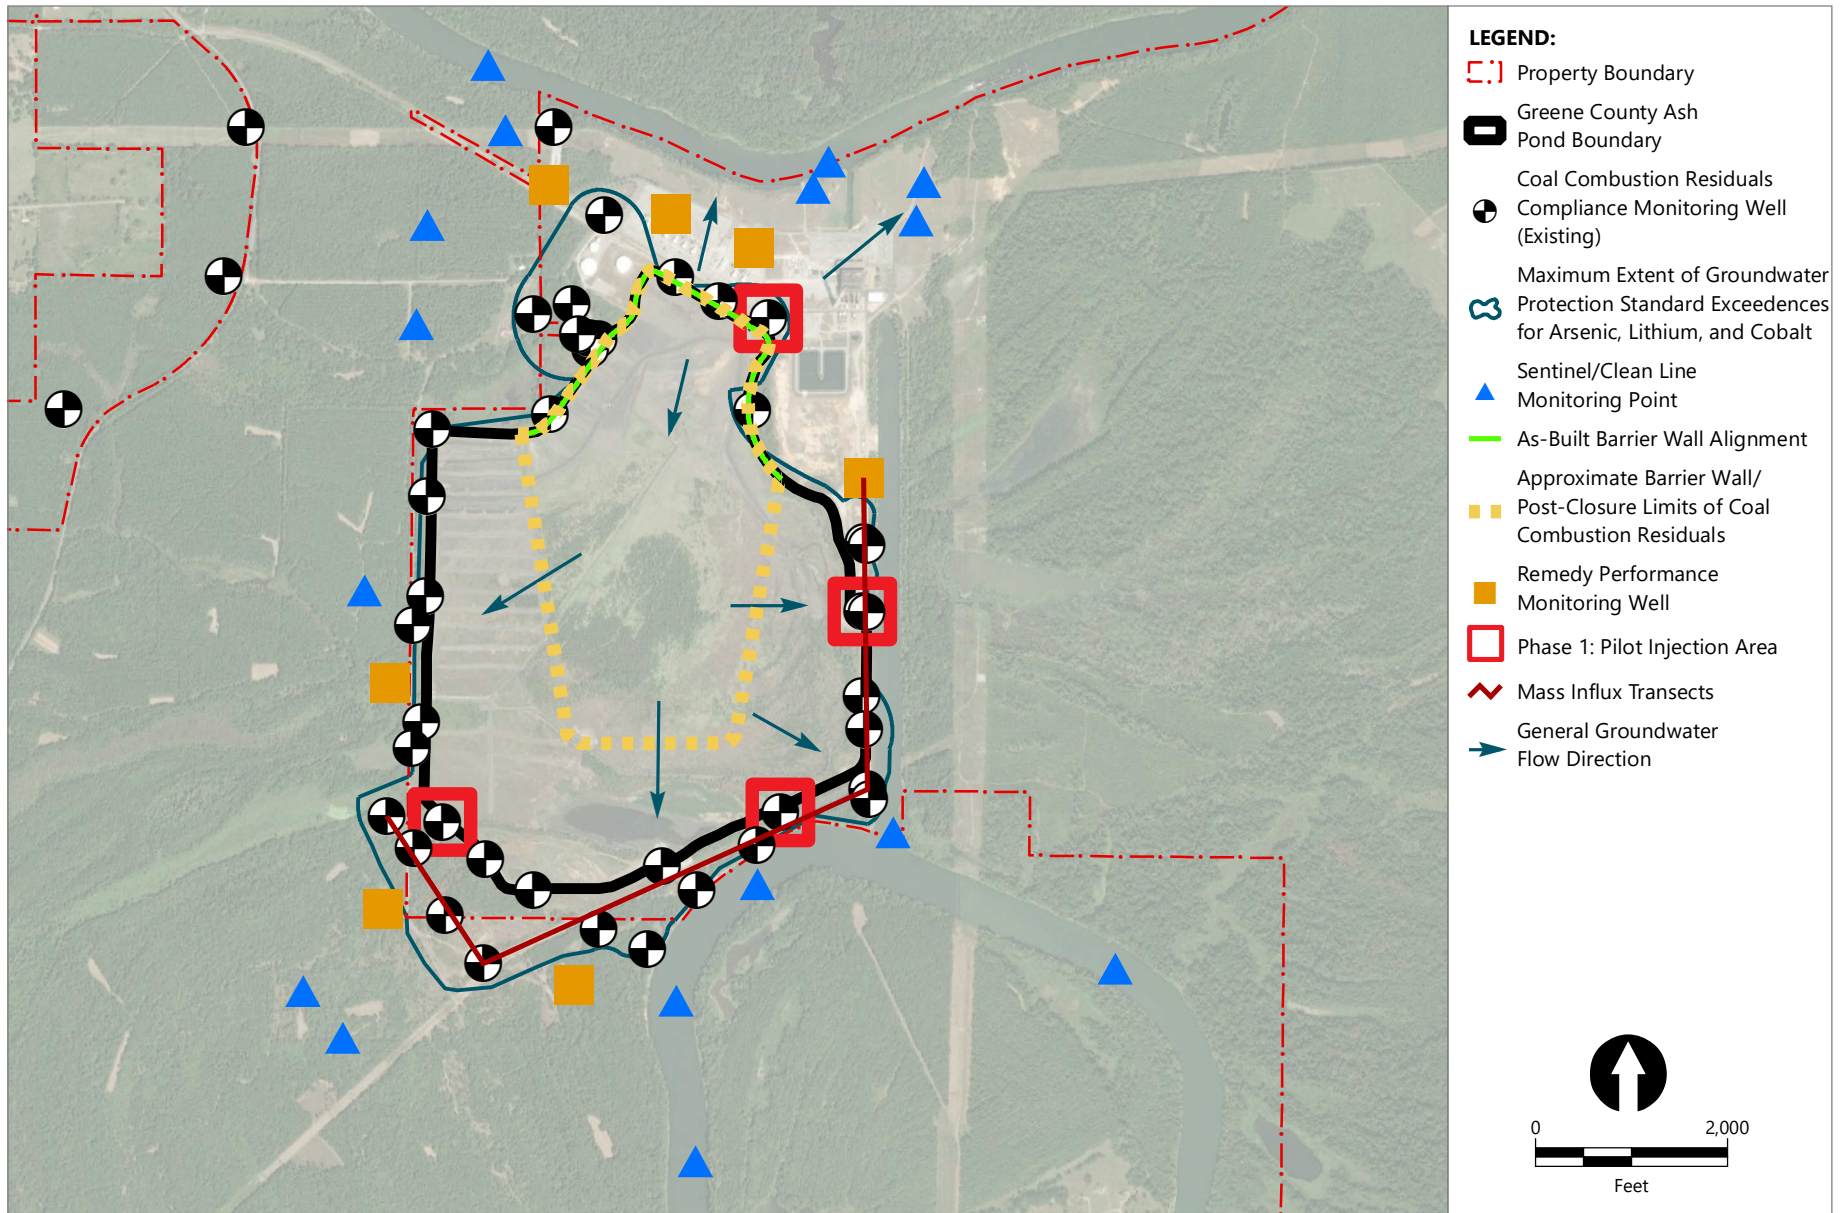 LEGEND:
Property Boundary
Greene County Ash
Pond Boundary
Coal Combustion Residuals
Compliance Monitoring Well
(Existing)
Maximum Extent of Groundwater
Protection Standard Exceedences
for Arsenic, Lithium, and Cobalt
Sentinel/Clean Line
Monitoring Point
As-Built Barrier Wall Alignment
Approximate Barrier Wall/
Post-Closure Limits of Coal
Combustion Residuals
Remedy Performance
Monitoring Well
Phase 1: Pilot Injection Area
Mass Influx Transects
General Groundwater
Flow Direction
0 2,000
Feet